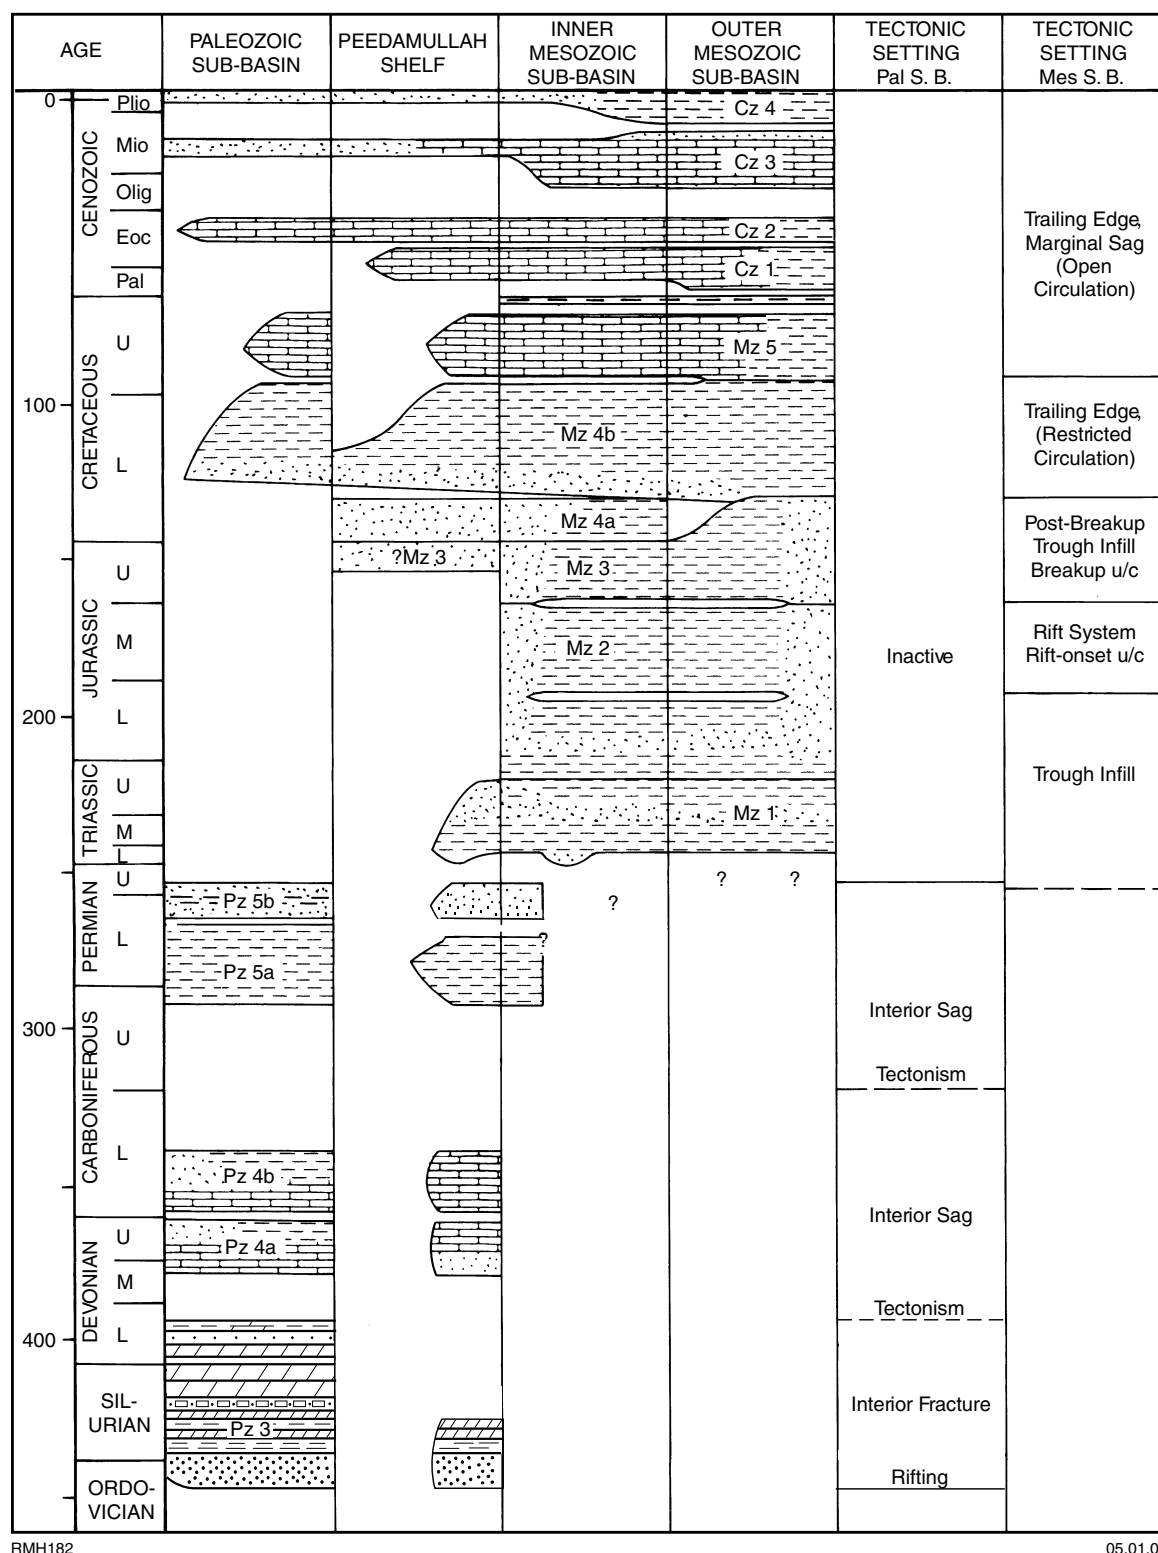 AGE
PALEOZOIC
SUB-BASIN
PEEDAMULLAH
SHELF
INNER
MESOZOIC
SUB-BASIN
OUTER
MESOZOIC
SUB-BASIN
TECTONIC
SETTING
Pal S. B.
TECTONIC
SETTING
Mes S. B.
0
100
200
300
400
CENOZOIC
Plio
Mio
Olig
Eoc
Pal
CRETACEOUS
U
L
JURASSIC
U
M
L
TRIASSIC
U
M
L
PERMIAN
U
L
CARBONIFEROUS
U
L
DEVONIAN
U
M
L
SIL-
URIAN
ORDO-
VICIAN
Pz 5b
Pz 5a
Pz 4b
Pz 4a
Pz 3
?Mz 3
Mz 4b
Mz 4a
Mz 3
Mz 2
?
?
Cz 4
Cz 3
Cz 2
Cz 1
Mz 5
Mz 1
?
?
Inactive
Interior Sag
Tectonism
Interior Sag
Tectonism
Interior Fracture
Rifting
Trailing Edge,
Marginal Sag
(Open
Circulation)
Trailing Edge,
(Restricted
Circulation)
Post-Breakup
Trough Infill
Breakup u/c
Rift System
Rift-onset u/c
Trough Infill
RMH182
05.01.0